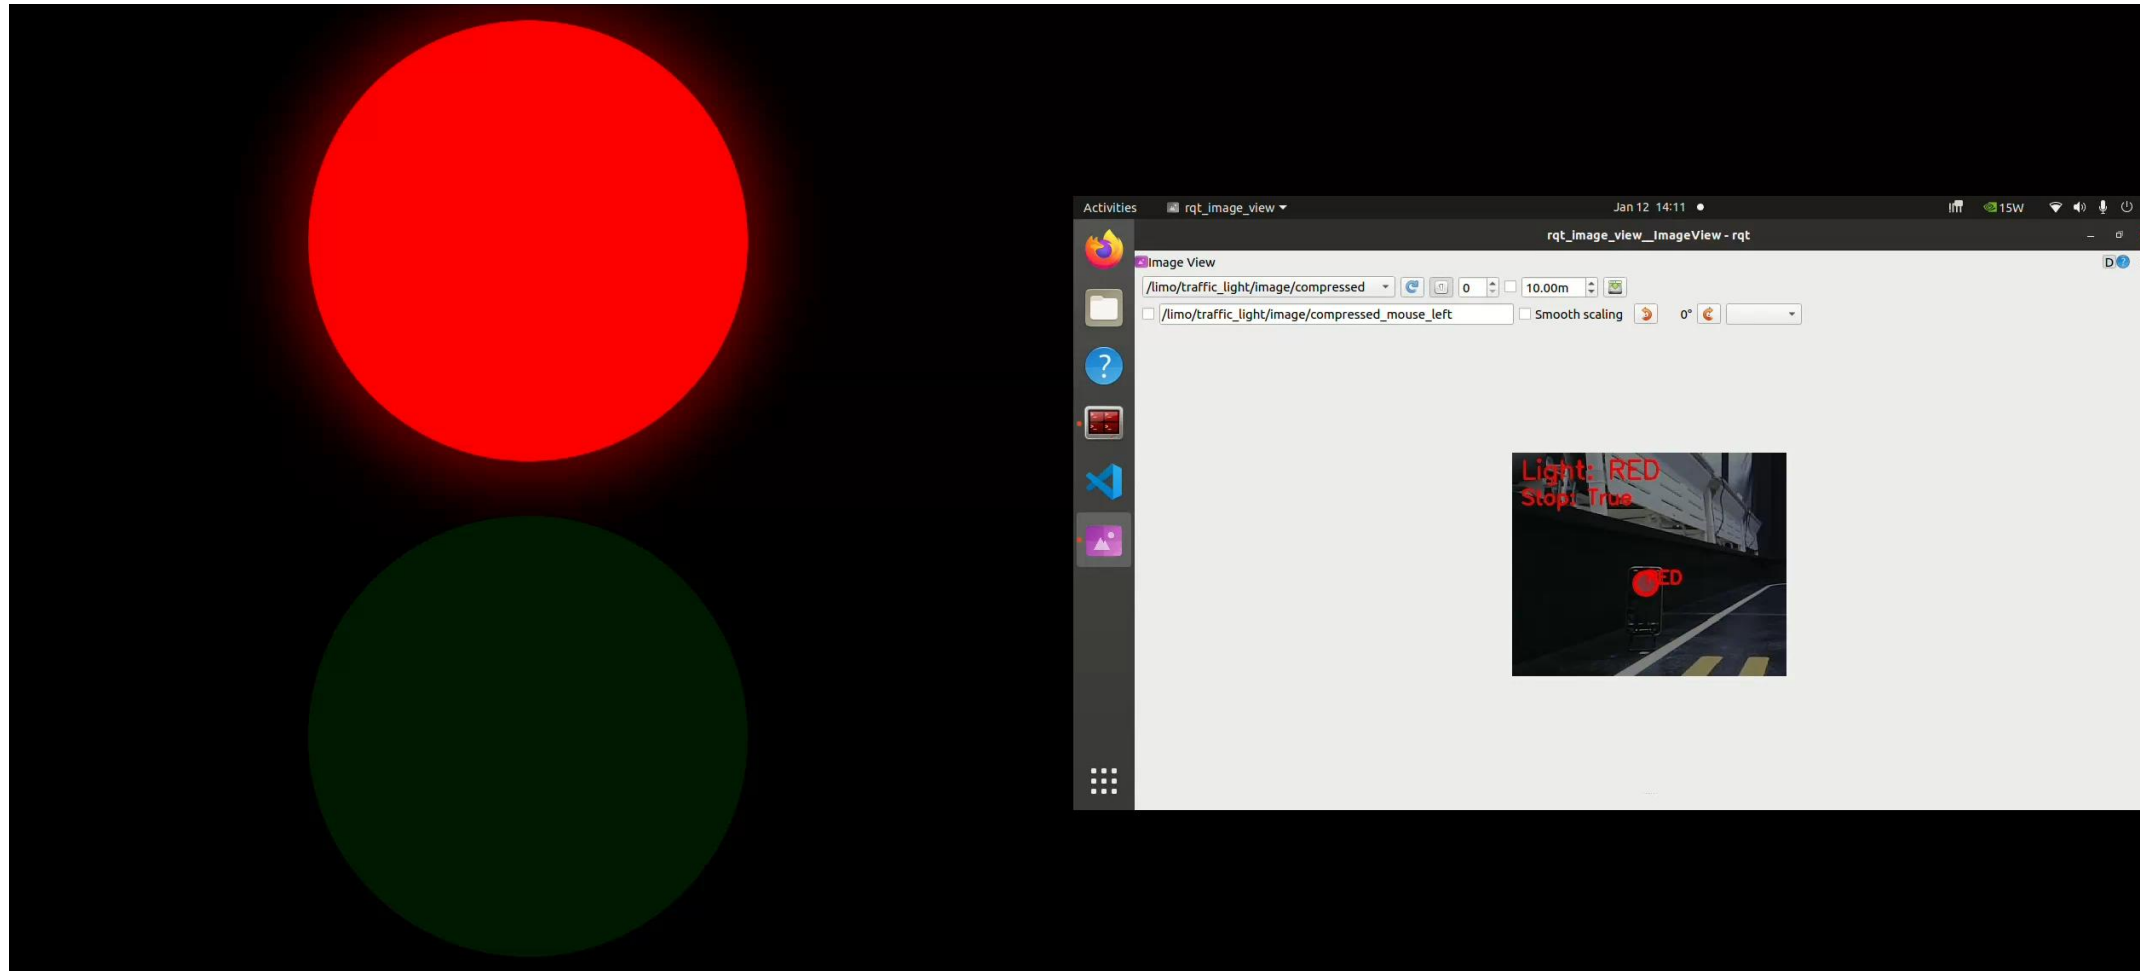 Activities
rqt_image_view
Jan 12 14:11
15W
rqt_image_view__ImageView - rqt
Image View
D
/limo/traffic_light/image/compressed
0
10.00m
/limo/traffic_light/image/compressed_mouse_left
Smooth scaling
0°
Light: RED
Stop: True
RED